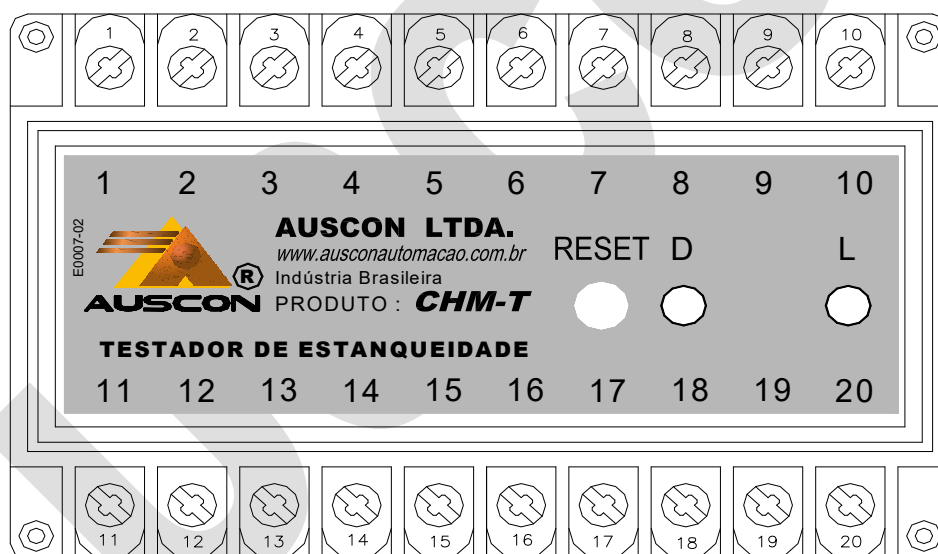 1 2 3 4 5 6 7 8 9 10
1 2 3 4 5 6 7 8 9 10
E0007-02
AUSCON ®
AUSCON LTDA.
www.ausconautomacao.com.br
Indústria Brasileira
PRODUTO : CHM-T
RESET D L
TESTADOR DE ESTANQUEIDADE
11 12 13 14 15 16 17 18 19 20
11 12 13 14 15 16 17 18 19 20